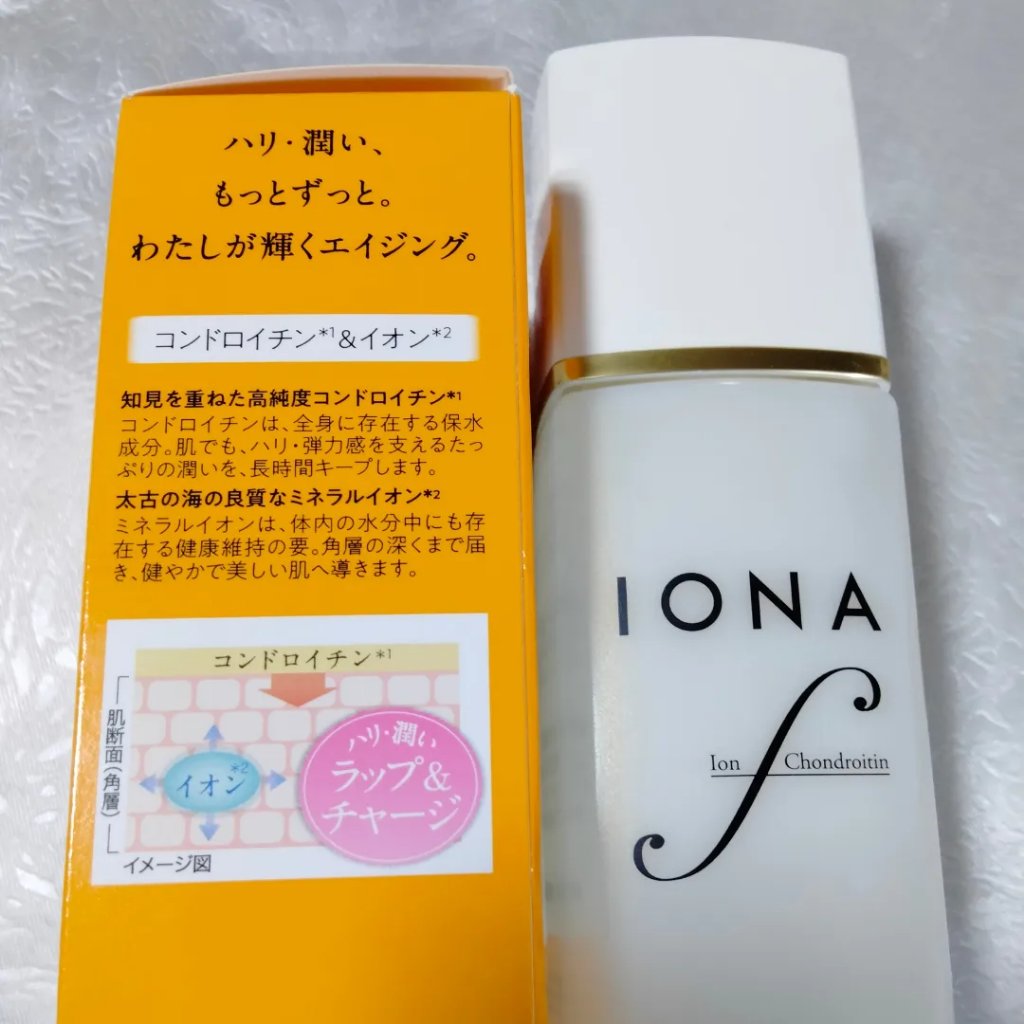 ハリ・潤い、
もっとずっと。
わたしが輝くエイジング。
コンドロイチン*1&イオン*2
知見を重ねた高純度コンドロイチン*1
コンドロイチンは、全身に存在する保水
成分。肌でも、ハリ・弾力感を支えるたっ
ぷりの潤いを、長時間キープします。
太古の海の良質なミネラルイオン*2
ミネラルイオンは、体内の水分中にも存
在する健康維持の要。角層の深くまで届
き、健やかで美しい肌へ導きます。
コンドロイチン*1
肌断面(角層)
イオン*2
ハリ・潤い
ラップ&
チャージ
イメージ図
IONA
Ion Chondroitin